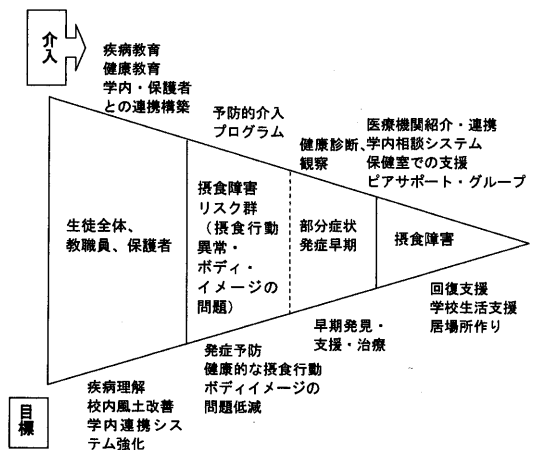 介入
疾病教育
健康教育
学内・保護者
との連携構築
予防的介入
プログラム
健康診断、
観察
医療機関紹介・連携
学内相談システム
保健室での支援
ピアサポート・グループ
生徒全体、
教職員、保護者
摂食障害
リスク群
（摂食行動
異常・
ボディ・
イメージの
問題）
部分症状
発症早期
摂食障害
回復支援
学校生活支援
居場所作り
早期発見・
支援・治療
発症予防
健康的な摂食行動
ボディイメージの
問題低減
疾病理解
校内風土改善
学内連携シス
テム強化
目標